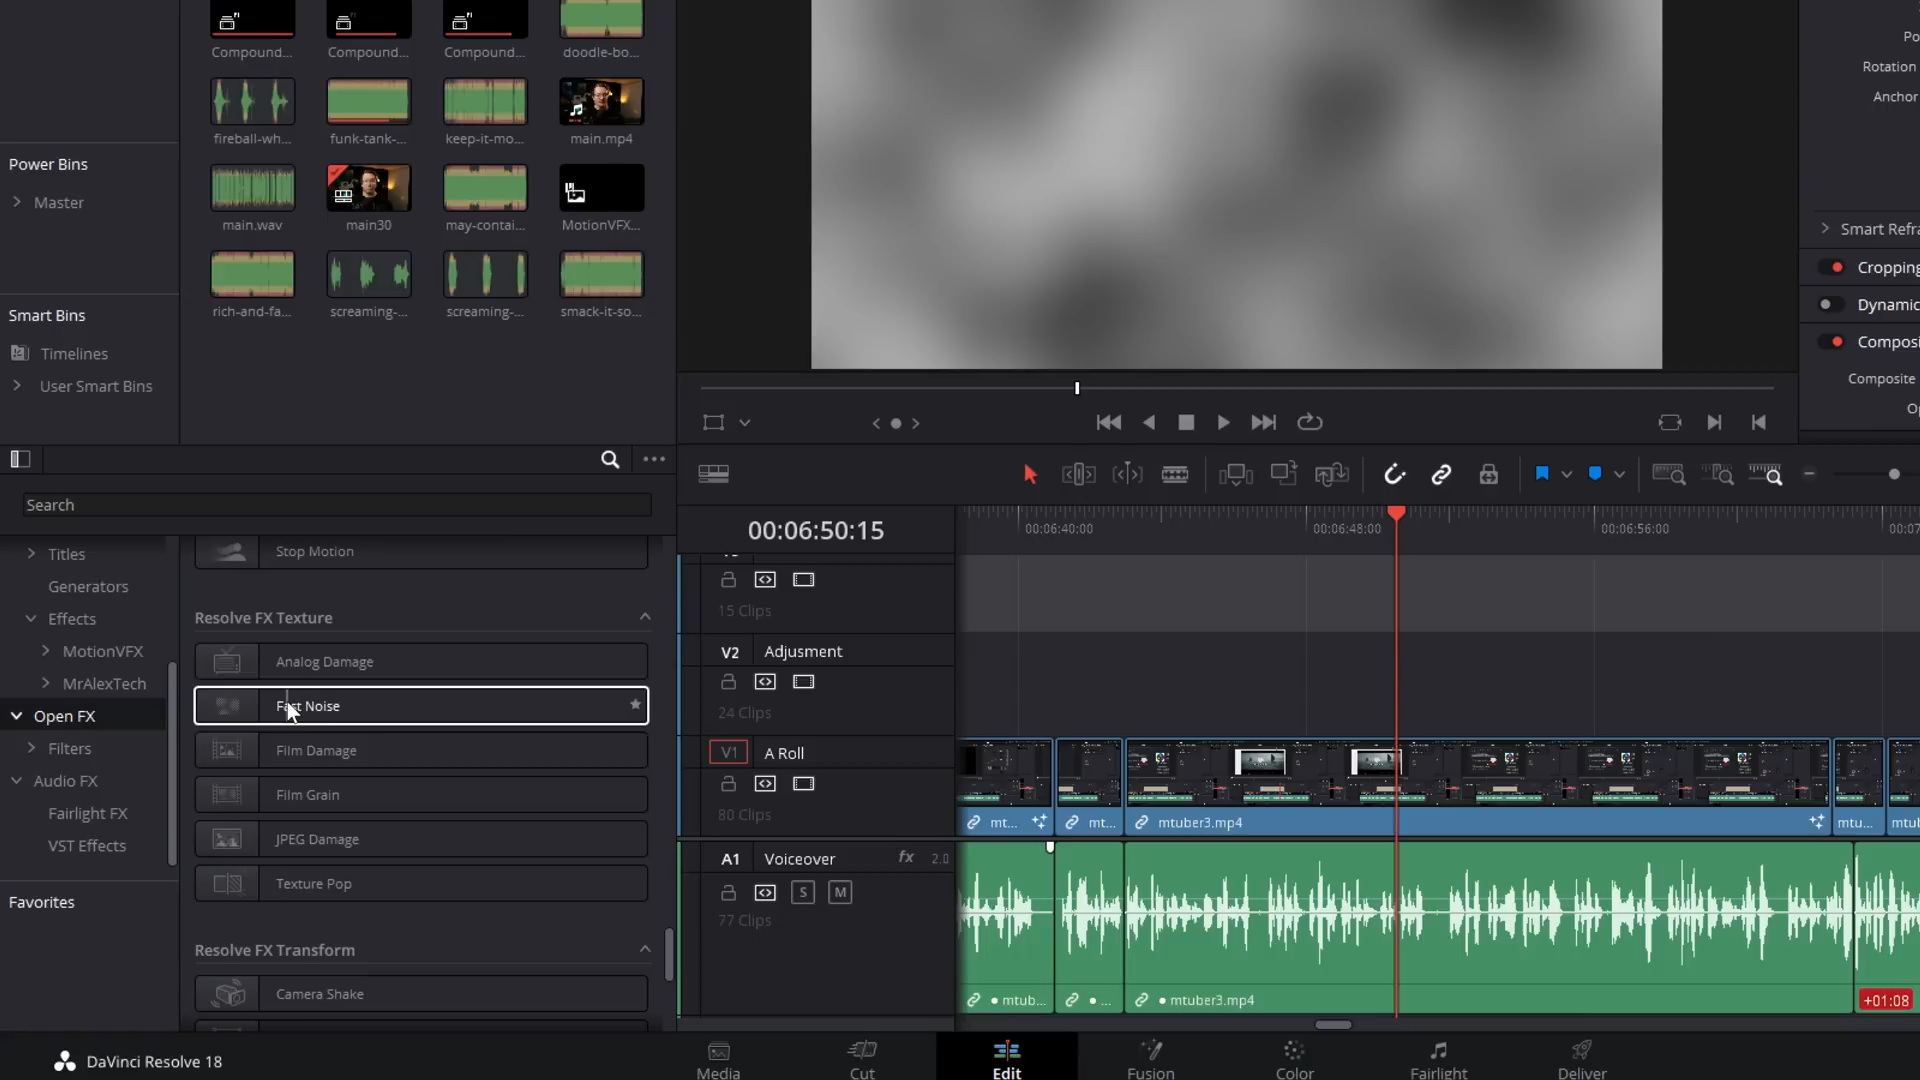 Compound...
Compound...
Compound...
doodle-bo...
fireball-wh...
funk-tank-...
keep-it-mo...
main.mp4
Power Bins
Master
main.wav
main30
may-contai...
MotionVFX...
rich-and-fa...
screaming-...
screaming-...
smack-it-so...
Smart Bins
Timelines
User Smart Bins
Po
Rotation
Anchor
Smart Refra
Cropping
Dynamic
Composi
Composite
Op
Search
Titles
Generators
Effects
MotionVFX
MrAlexTech
Open FX
Filters
Audio FX
Fairlight FX
VST Effects
Favorites
Stop Motion
Resolve FX Texture
Analog Damage
Fast Noise
Film Damage
Film Grain
JPEG Damage
Texture Pop
Resolve FX Transform
Camera Shake
00:06:50:15
00:06:40:00
00:06:48:00
00:06:56:00
00:07
15 Clips
V2 Adjusment
24 Clips
V1 A Roll
80 Clips
mt...
mt...
mtuber3.mp4
mtu...
mtub
A1 Voiceover fx 2.0
S M
77 Clips
mtub...
...
mtuber3.mp4
+01:08
DaVinci Resolve 18
Media
Cut
Edit
Fusion
Color
Fairlight
Deliver